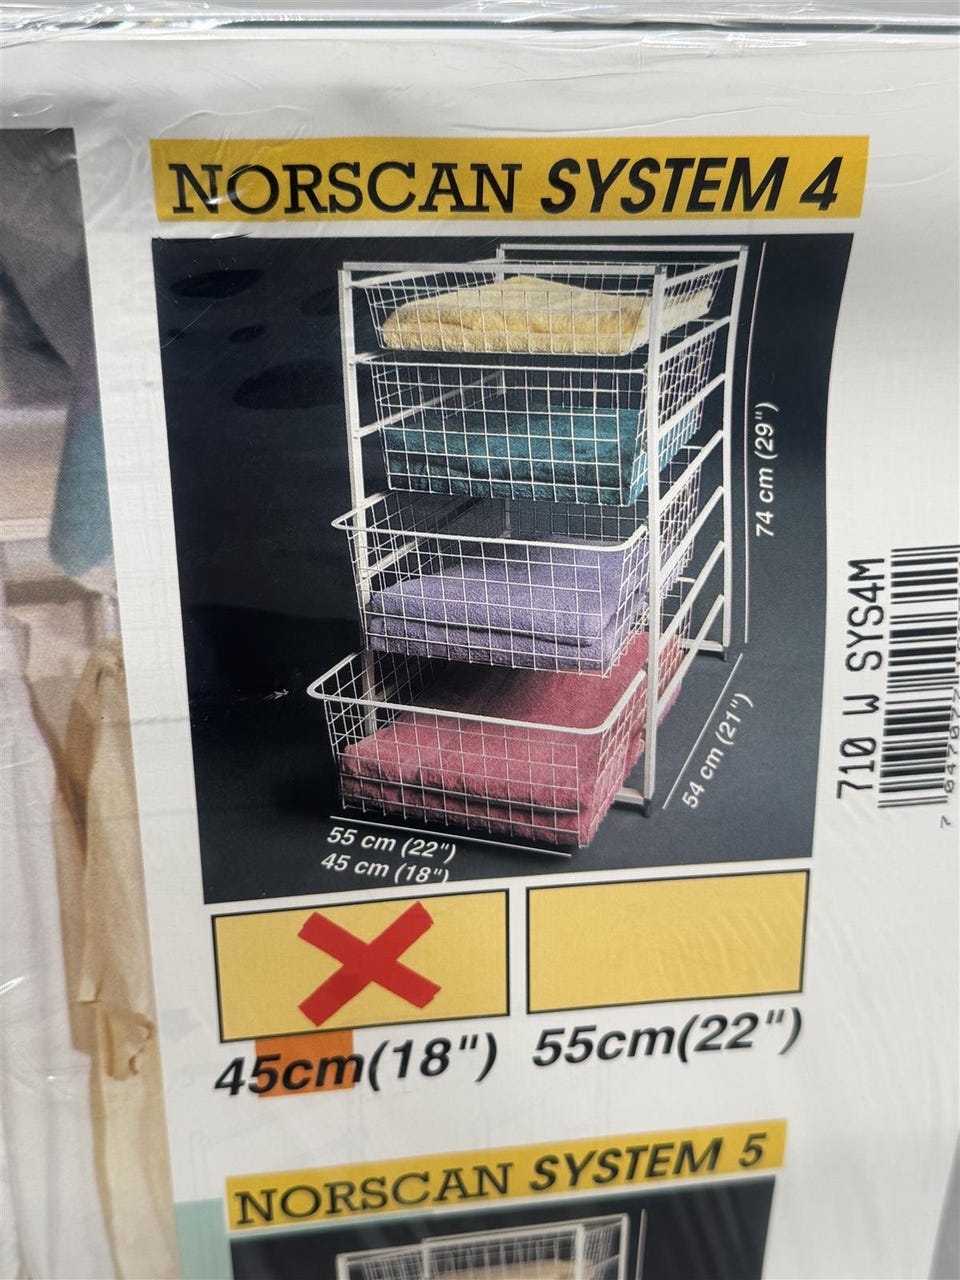 NORSCAN SYSTEM 4
74 cm (29")
54 cm (21")
55 cm (22")
45 cm (18")
710 W SYS4M
45cm(18")
55cm(22")
NORSCAN SYSTEM 5